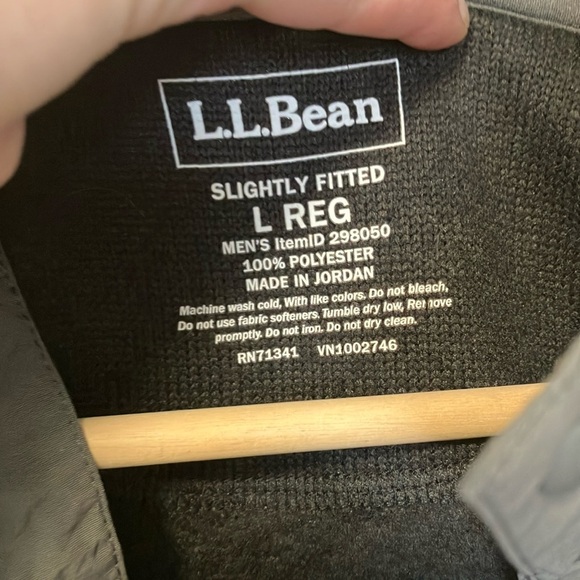 L.L.Bean
SLIGHTLY FITTED
L REG
MEN'S ItemID 298050
100% POLYESTER
MADE IN JORDAN
Machine wash cold, With like colors. Do not bleach,
Do not use fabric softeners. Tumble dry low, Remove
promptly. Do not iron. Do not dry clean.
RN71341 VN1002746